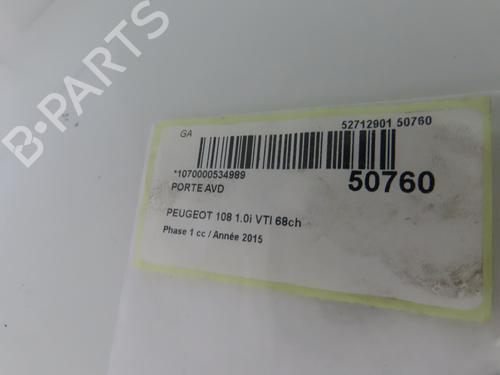 B-PARTS
GA
52712901 50760
*1070000534989
50760
PORTE AVD
PEUGEOT 108 1.0i VTI 68ch
Phase 1 cc / Année 2015